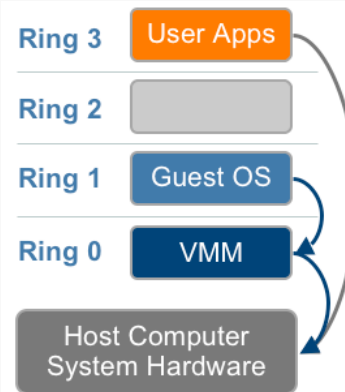 Ring 3 User Apps
Ring 2
Ring 1 Guest OS
Ring 0 VMM
Host Computer
System Hardware